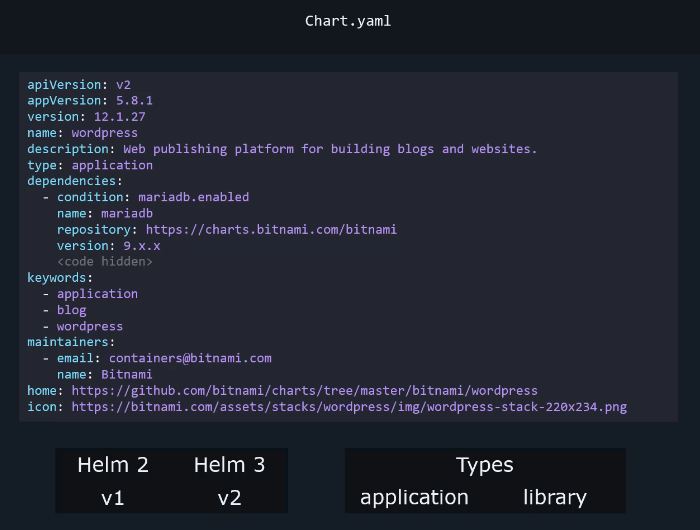 Chart.yaml
apiVersion: v2
appVersion: 5.8.1
version: 12.1.27
name: wordpress
description: Web publishing platform for building blogs and websites.
type: application
dependencies:
  - condition: mariadb.enabled
    name: mariadb
    repository: https://charts.bitnami.com/bitnami
    version: 9.x.x
    <code hidden>
keywords:
  - application
  - blog
  - wordpress
maintainers:
  - email: containers@bitnami.com
    name: Bitnami
home: https://github.com/bitnami/charts/tree/master/bitnami/wordpress
icon: https://bitnami.com/assets/stacks/wordpress/img/wordpress-stack-220x234.png
Helm 2 Helm 3
v1 v2
Types
application library